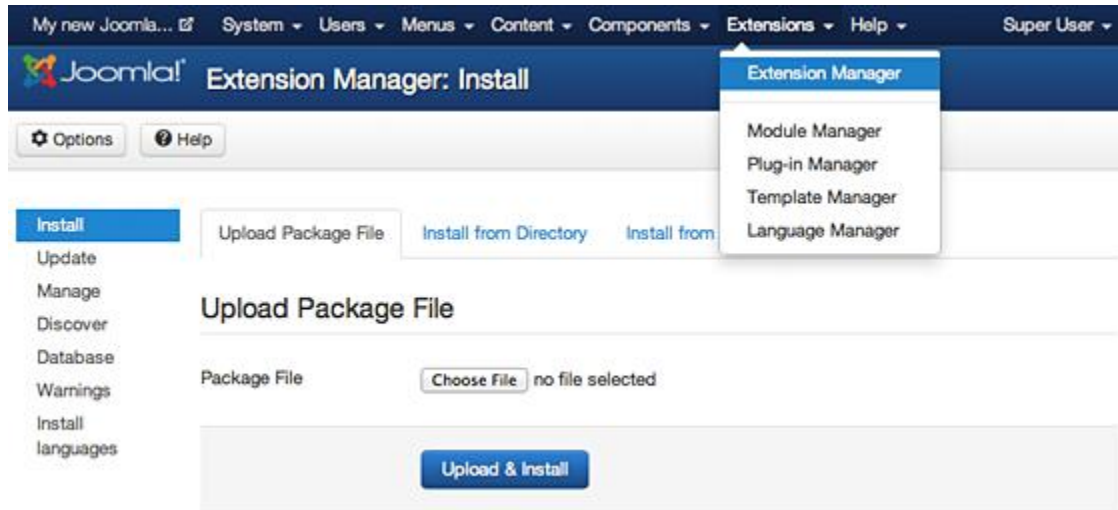 My new Joomla... System Users Menus Content Components Extensions Help Super User
Joomla!
Extension Manager: Install
Extension Manager
Module Manager
Plug-in Manager
Template Manager
Language Manager
Options Help
Install
Update
Manage
Discover
Database
Warnings
Install
languages
Upload Package File Install from Directory Install from
Upload Package File
Package File Choose File no file selected
Upload & Install